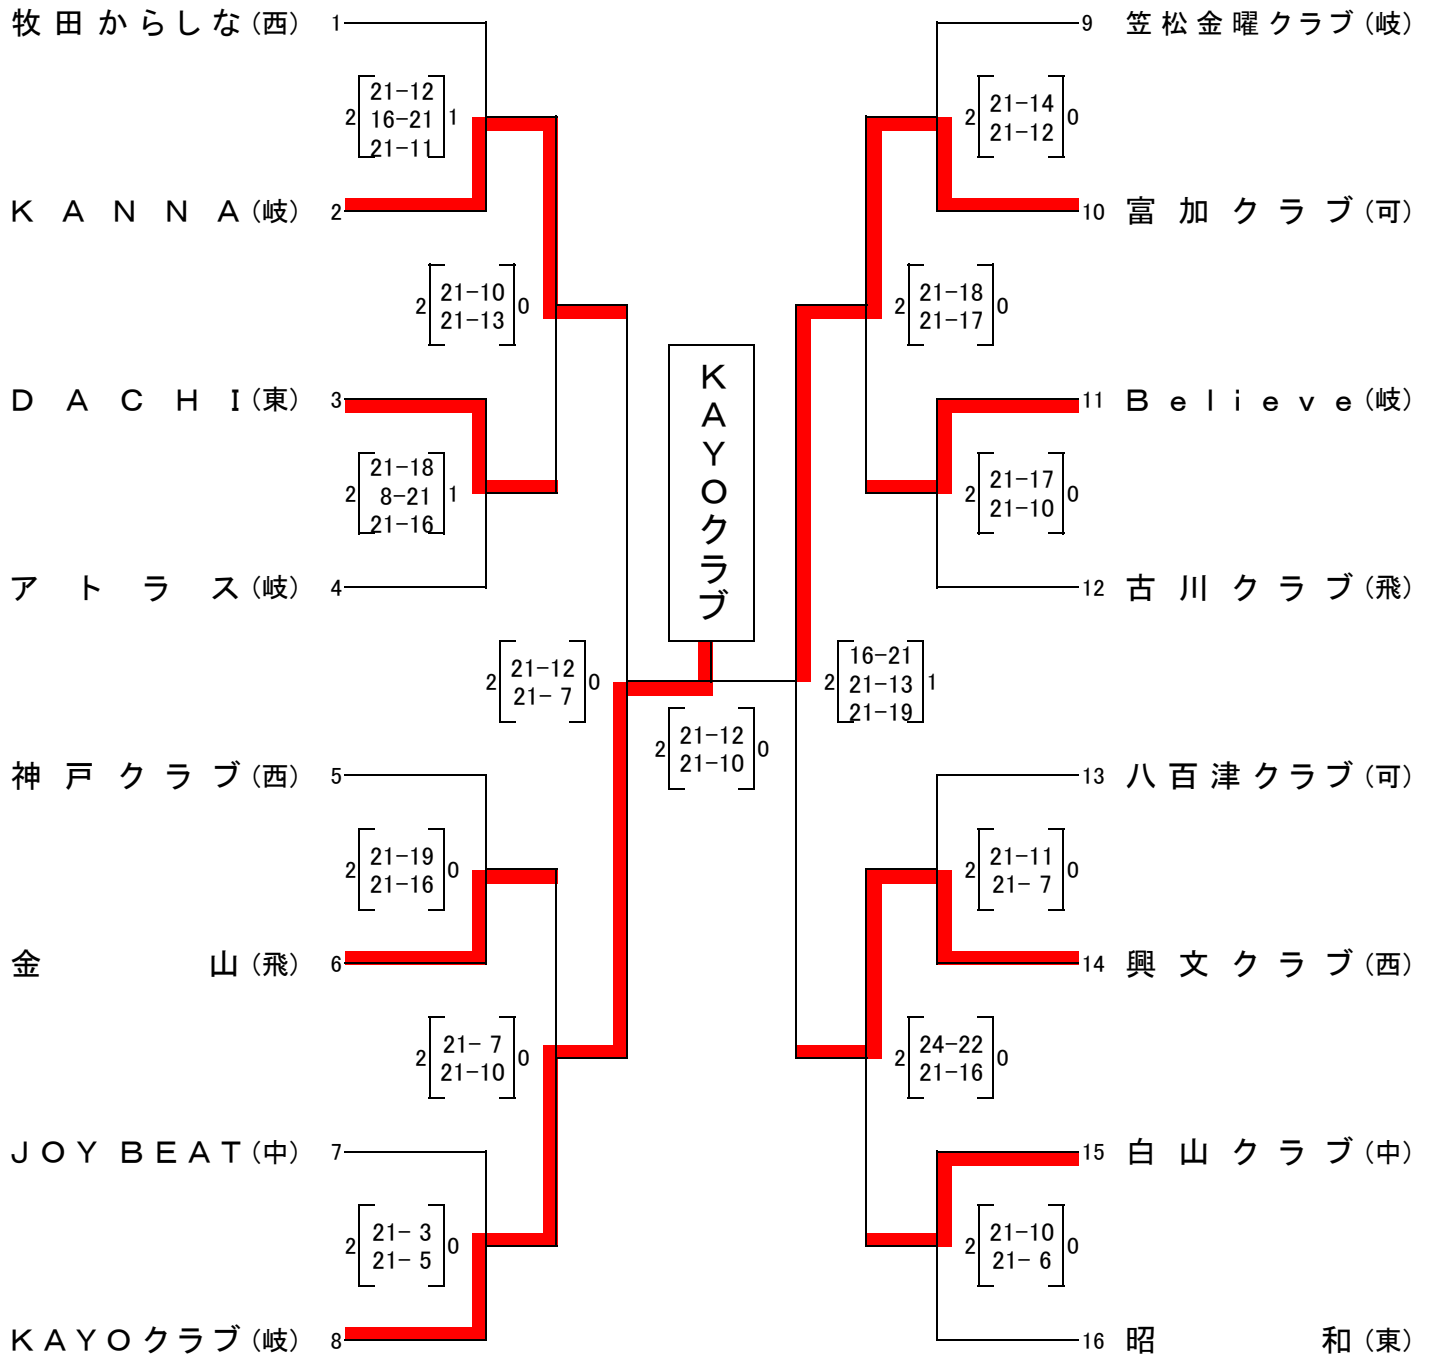 牧田からしな(西) 1
2 21-12 1
16-21
21-11
KANNA(岐) 2
2 21-10 0
21-13
DACHI(東) 3
2 21-18 1
8-21
21-16
アトラス(岐) 4
2 21-12 0
21- 7
神戸クラブ(西) 5
2 21-19 0
21-16
金山(飛) 6
2 21- 7 0
21-10
JOY BEAT(中) 7
2 21- 3 0
21- 5
KAYOクラブ(岐) 8
KAYOクラブ
2 21-12 0
21-10
9 笠松金曜クラブ(岐)
2 21-14 0
21-12
10 富加クラブ(可)
2 21-18 0
21-17
11 Believe(岐)
2 21-17 0
21-10
12 古川クラブ(飛)
2 16-21 1
21-13
21-19
13 八百津クラブ(可)
2 21-11 0
21- 7
14 興文クラブ(西)
2 24-22 0
21-16
15 白山クラブ(中)
2 21-10 0
21- 6
16 昭和(東)